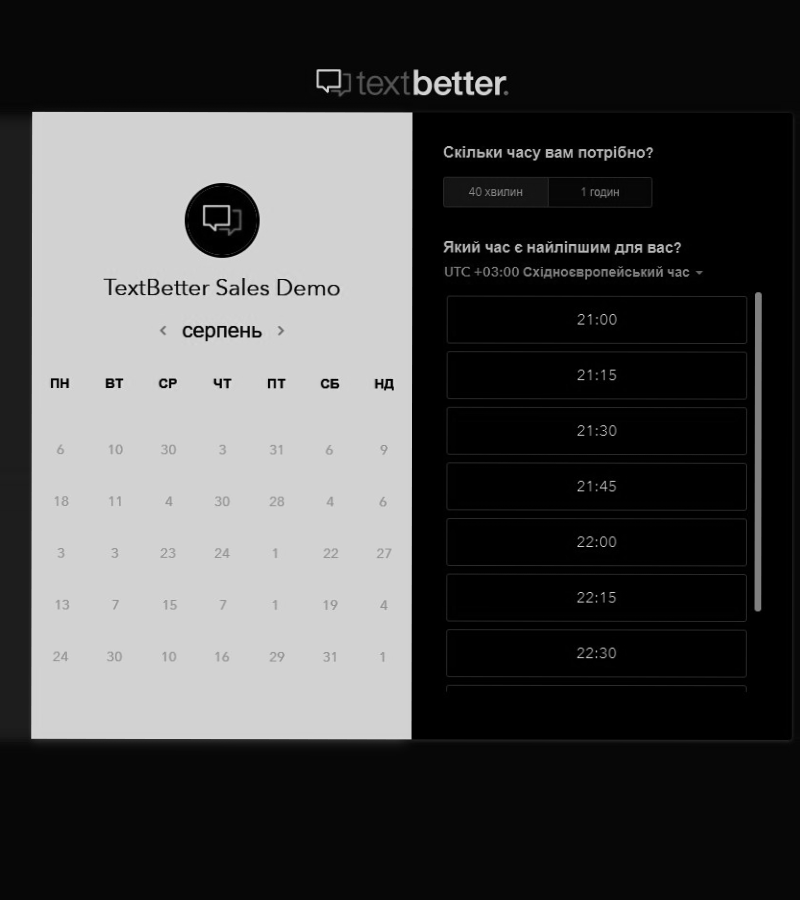 textbetter.
TextBetter Sales Demo
серпень
ПН ВТ СР ЧТ ПТ СБ НД
6 10 30 3 31 6 9
18 11 4 30 28 4 6
3 3 23 24 1 22 27
13 7 15 7 1 19 4
24 30 10 16 29 31 1
Скільки часу вам потрібно?
40 хвилин 1 годин
Який час є найліпшим для вас?
UTC +03:00 Східноєвропейський час
21:00
21:15
21:30
21:45
22:00
22:15
22:30